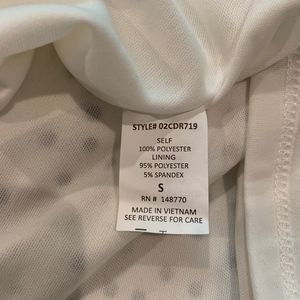 STYLE# 02CDR719
SELF
100% POLYESTER
LINING
95% POLYESTER
5% SPANDEX
S
RN # 148770
MADE IN VIETNAM
SEE REVERSE FOR CARE